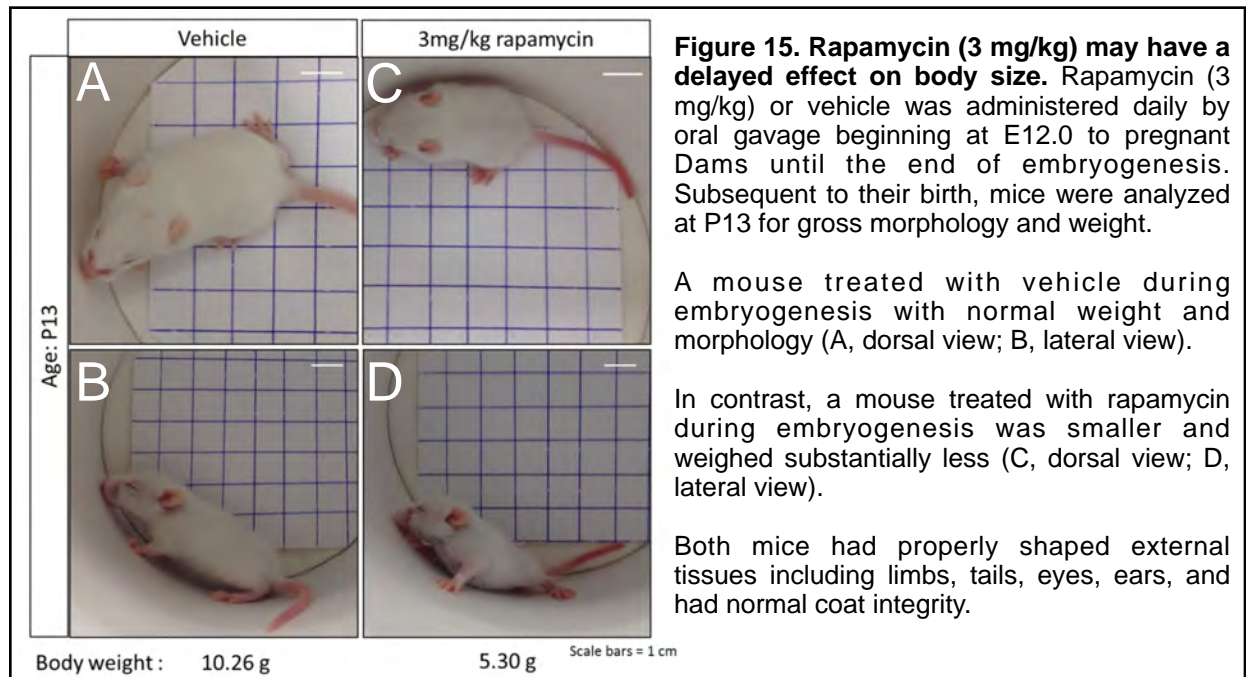 Vehicle
3mg/kg rapamycin
A
C
Age: P13
B
D
Body weight :
10.26 g
5.30 g
Scale bars = 1 cm
Figure 15. Rapamycin (3 mg/kg) may have a
delayed effect on body size. Rapamycin (3
mg/kg) or vehicle was administered daily by
oral gavage beginning at E12.0 to pregnant
Dams until the end of embryogenesis.
Subsequent to their birth, mice were analyzed
at P13 for gross morphology and weight.
A mouse treated with vehicle during
embryogenesis with normal weight and
morphology (A, dorsal view; B, lateral view).
In contrast, a mouse treated with rapamycin
during embryogenesis was smaller and
weighed substantially less (C, dorsal view; D,
lateral view).
Both mice had properly shaped external
tissues including limbs, tails, eyes, ears, and
had normal coat integrity.